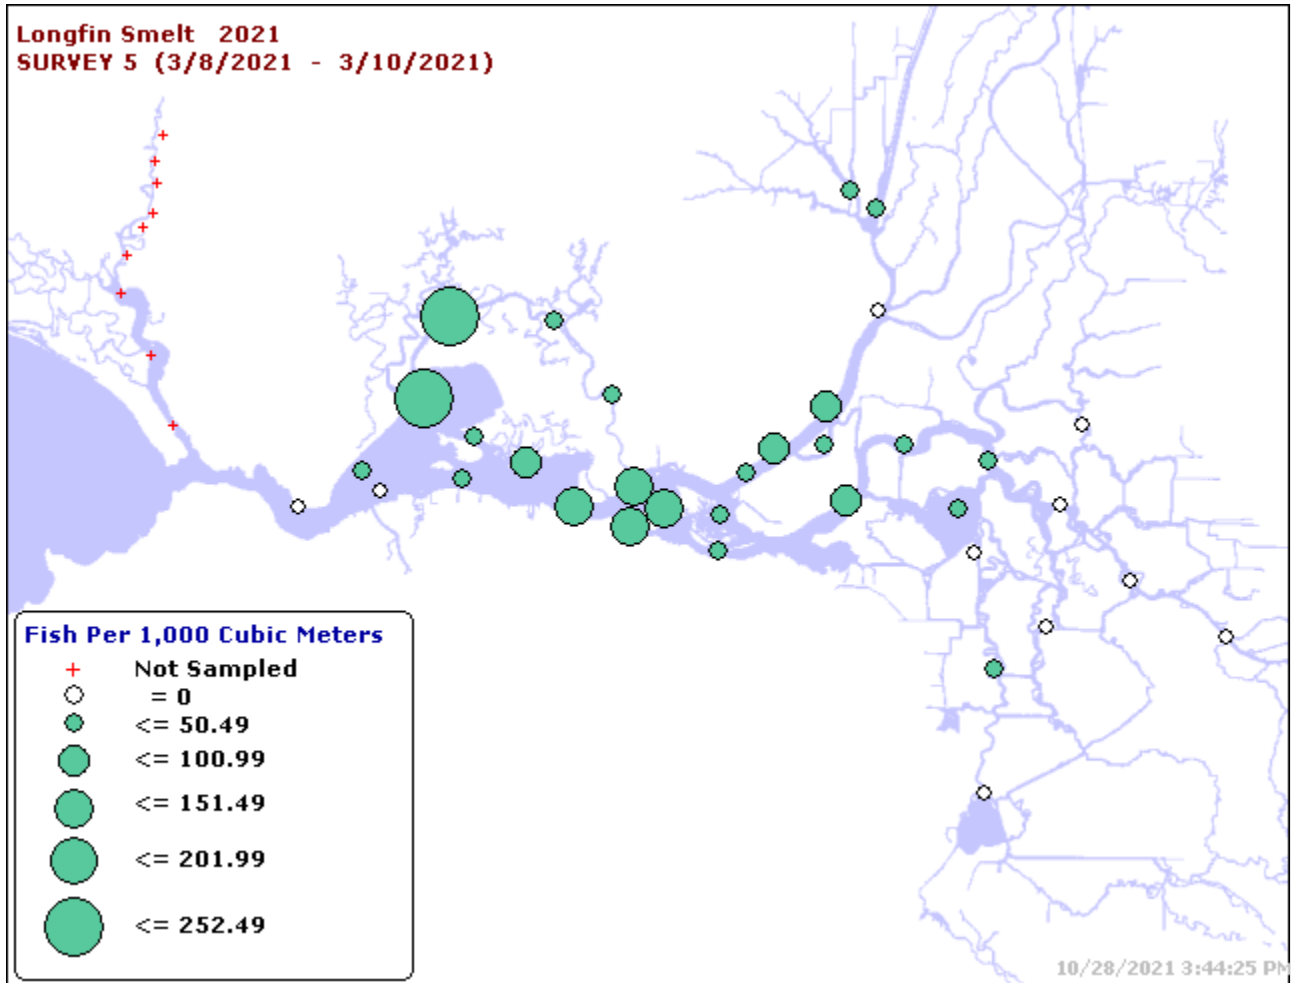 Longfin Smelt 2021
SURVEY 5 (3/8/2021 - 3/10/2021)
Fish Per 1,000 Cubic Meters
Not Sampled
= 0
<= 50.49
<= 100.99
<= 151.49
<= 201.99
<= 252.49
10/28/2021 3:44:25 PM